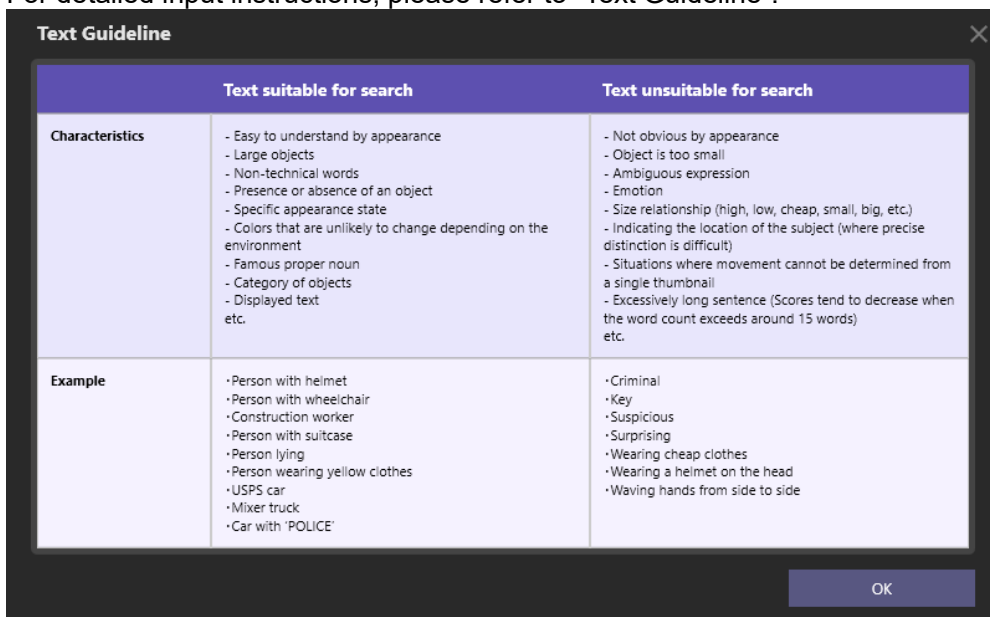 For detailed input instructions, please refer to "Text Guideline".
Text Guideline
Text suitable for search
Text unsuitable for search
Characteristics
- Easy to understand by appearance
- Large objects
- Non-technical words
- Presence or absence of an object
- Specific appearance state
- Colors that are unlikely to change depending on the
environment
- Famous proper noun
- Category of objects
- Displayed text
etc.
- Not obvious by appearance
- Object is too small
- Ambiguous expression
- Emotion
- Size relationship (high, low, cheap, small, big, etc.)
- Indicating the location of the subject (where precise
distinction is difficult)
- Situations where movement cannot be determined from
a single thumbnail
- Excessively long sentence (Scores tend to decrease when
the word count exceeds around 15 words)
etc.
Example
・Person with helmet
・Person with wheelchair
・Construction worker
・Person with suitcase
・Person lying
・Person wearing yellow clothes
・USPS car
・Mixer truck
・Car with 'POLICE'
・Criminal
・Key
・Suspicious
・Surprising
・Wearing cheap clothes
・Wearing a helmet on the head
・Waving hands from side to side
OK